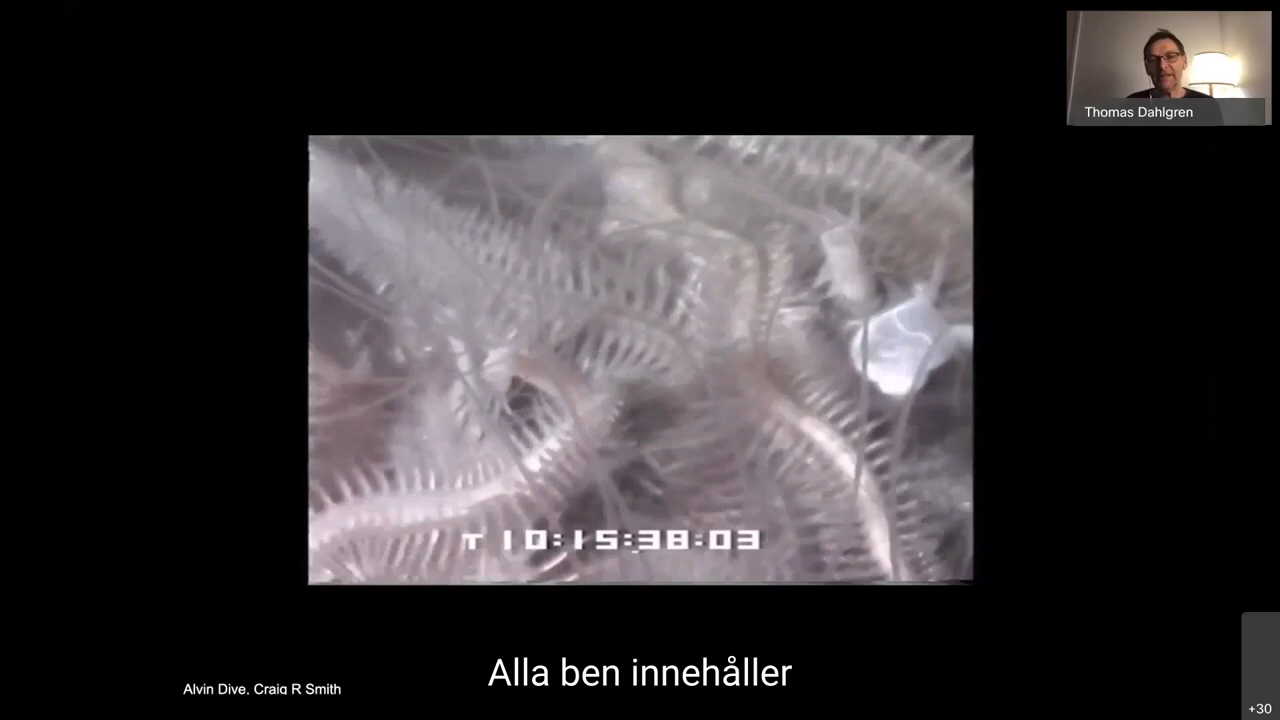 Thomas Dahlgren
T 10:15:38:03
Alla ben innehåller
Alvin Dive, Craig R Smith
+30